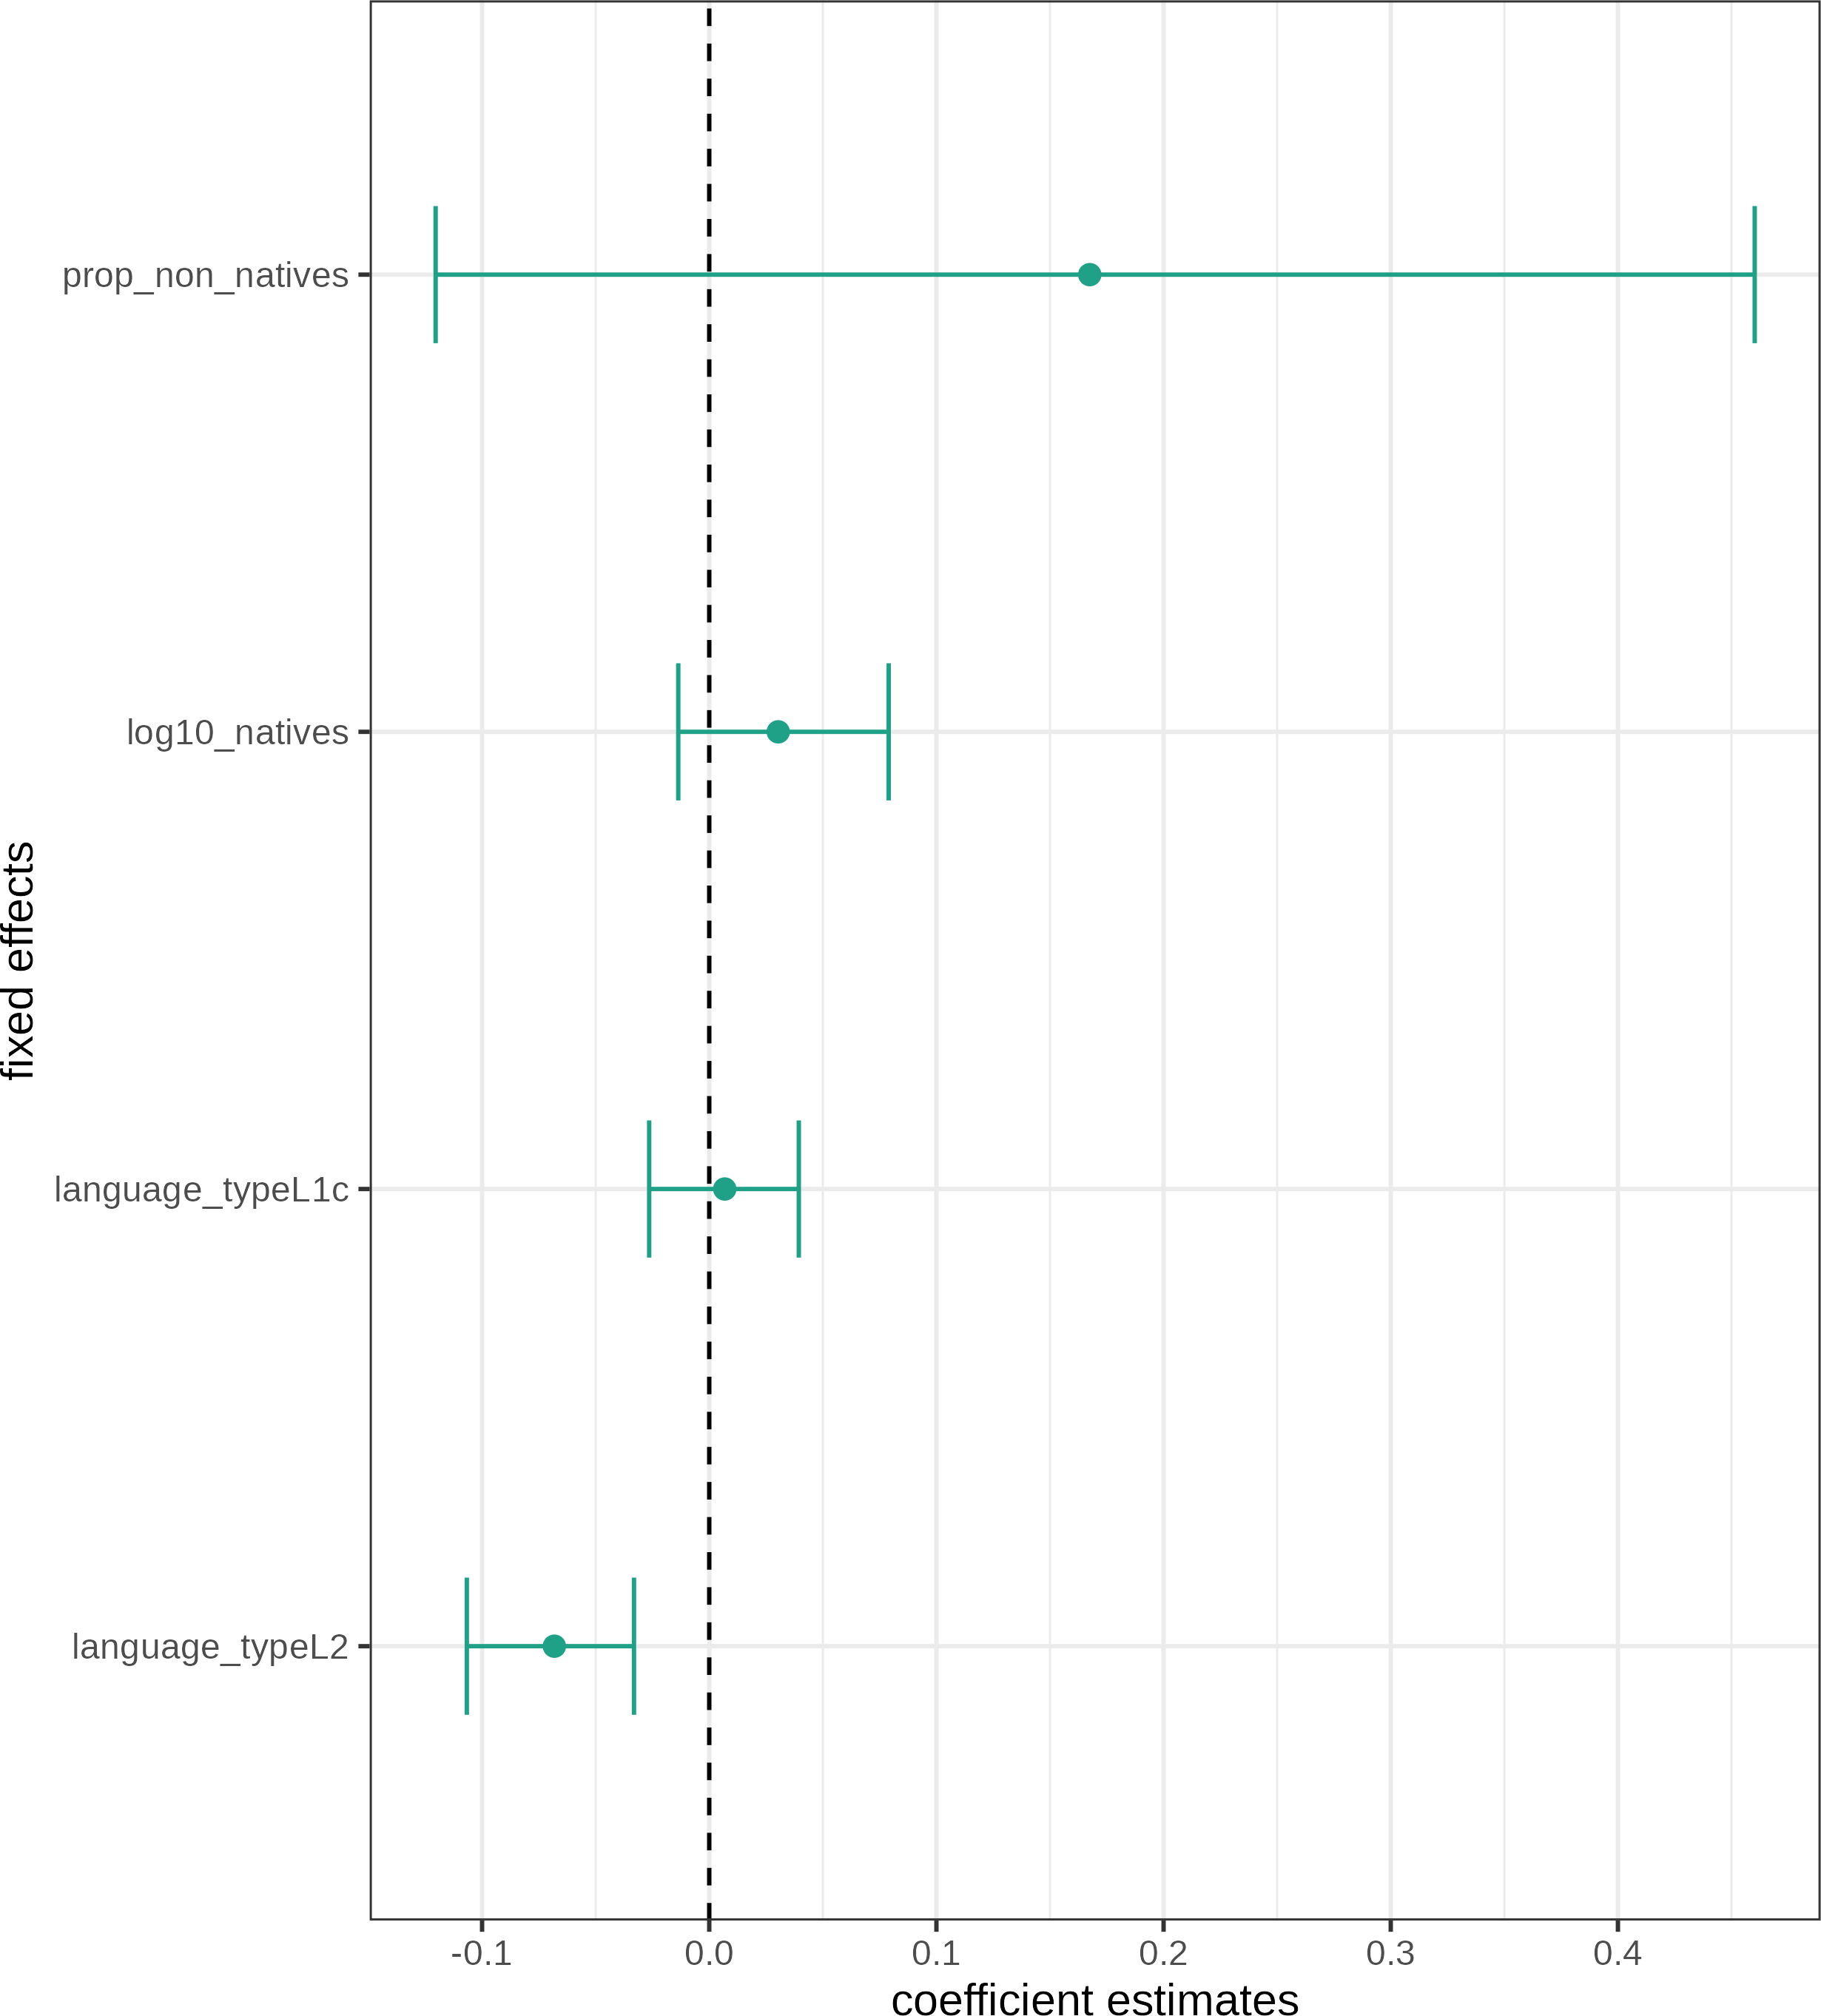 fixed effects
prop_non_natives
log10_natives
language_typeL1c
language_typeL2
-0.1 0.0 0.1 0.2 0.3 0.4
coefficient estimates